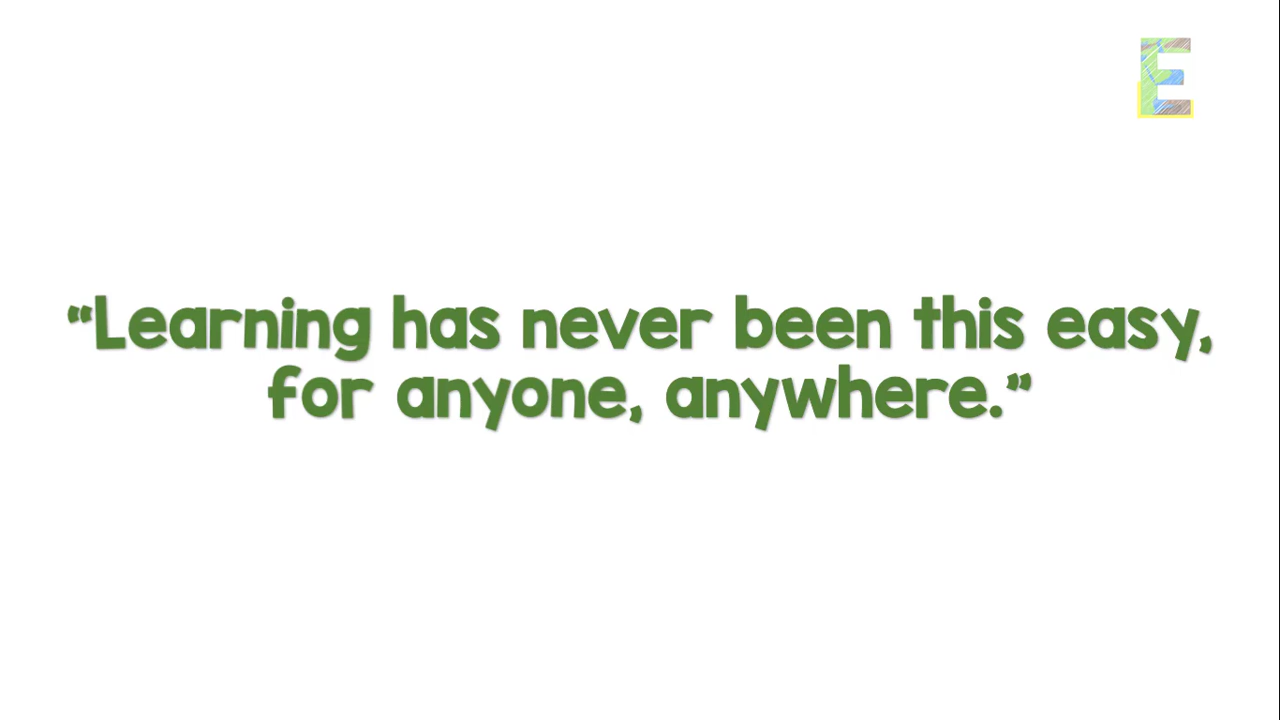 E
“Learning has never been this easy,
for anyone, anywhere.”